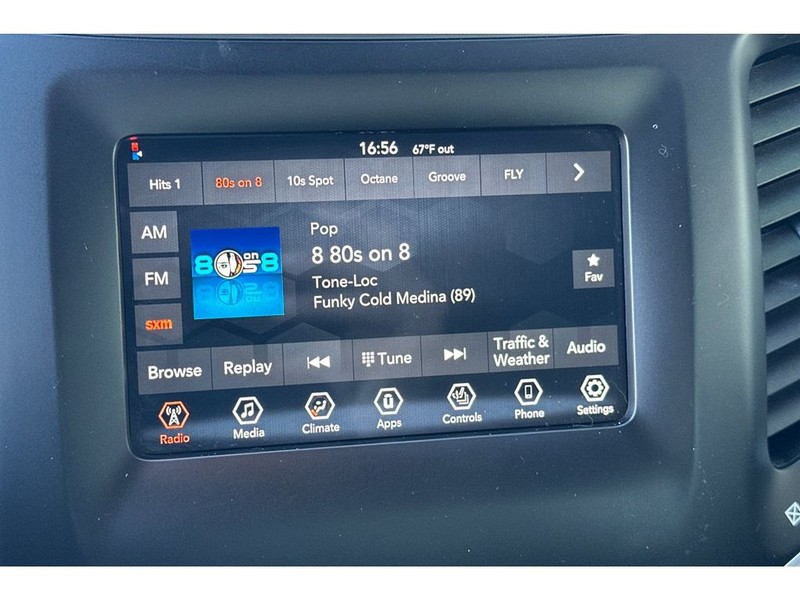 16:56 67°F out
Hits 1 80s on 8 10s Spot Octane Groove FLY
AM
FM
sxm
8on8
80s
Pop
8 80s on 8
Tone-Loc
Funky Cold Medina (89)
Fav
Browse Replay Tune Traffic & Weather Audio
Radio Media Climate Apps Controls Phone Settings